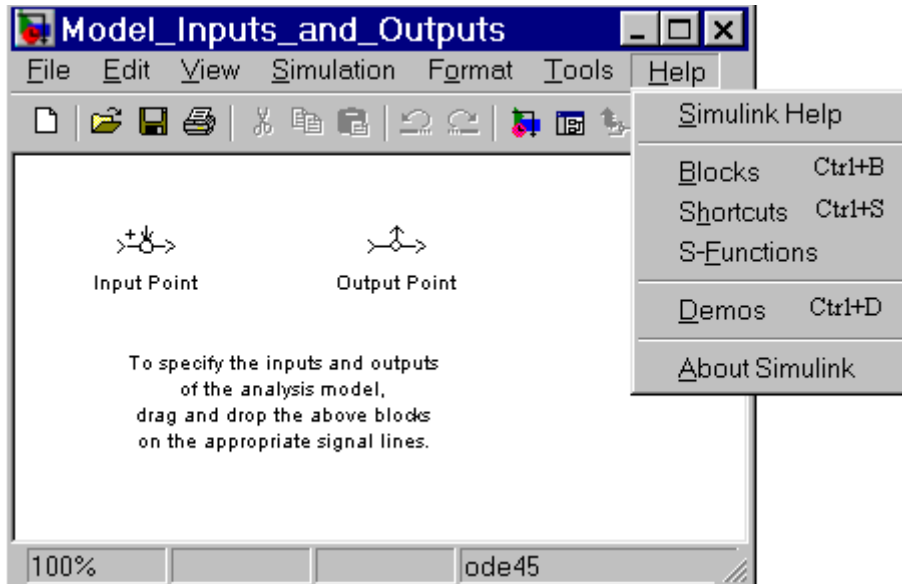 Model_Inputs_and_Outputs
File Edit View Simulation Format Tools Help
Simulink Help
Blocks Ctrl+B
Shortcuts Ctrl+S
S-Functions
Demos Ctrl+D
About Simulink
Input Point Output Point
To specify the inputs and outputs
of the analysis model,
drag and drop the above blocks
on the appropriate signal lines.
100% ode45